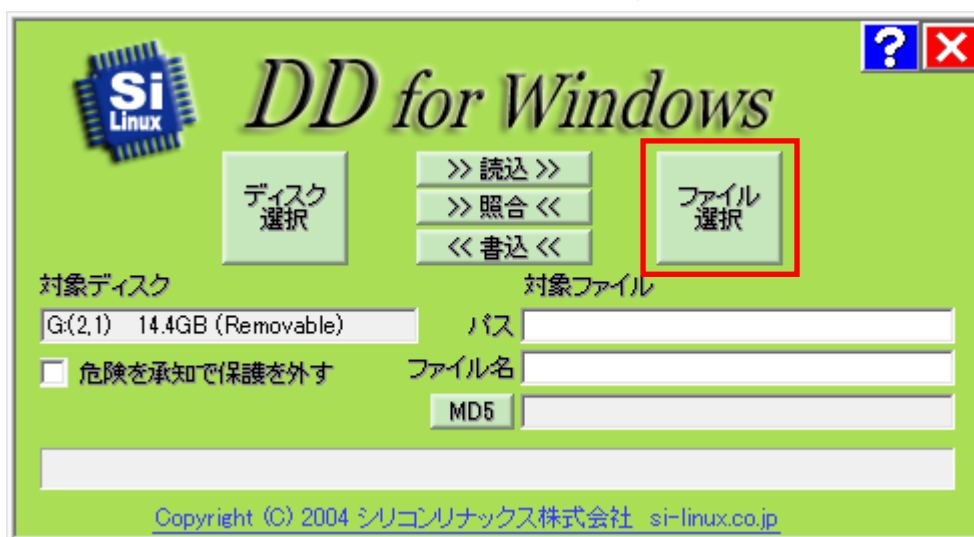 Si
Linux
DD for Windows
?
ディスク
選択
>> 読込 >>
>> 照合 <<
<< 書込 <<
ファイル
選択
対象ディスク
対象ファイル
G:(2,1) 14.4GB (Removable)
パス
危険を承知で保護を外す
ファイル名
MD5
Copyright (C) 2004 シリコンリナックス株式会社 si-linux.co.jp